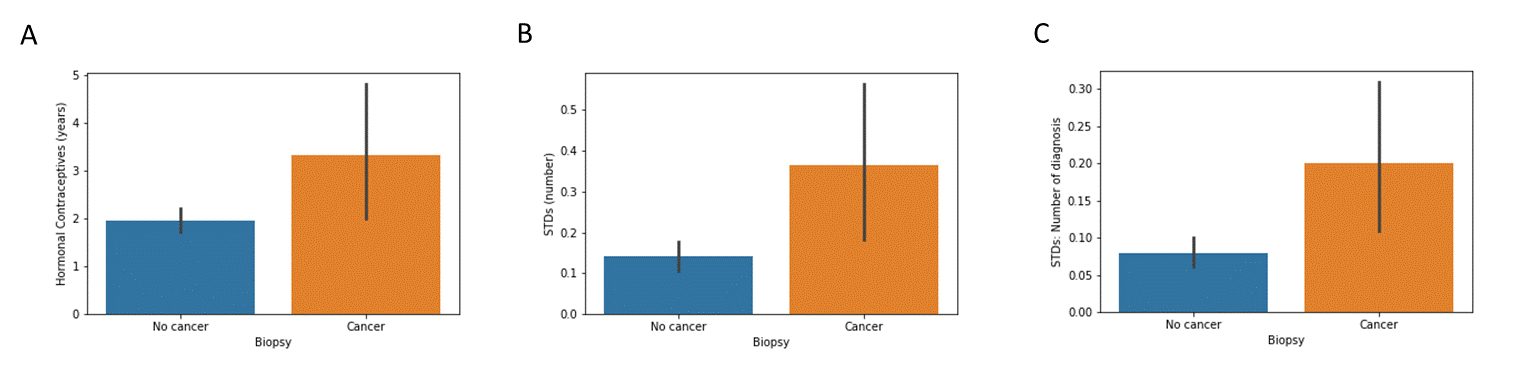 A
Hormonal Contraceptives (years)
5
4
3
2
1
0
No cancer
Cancer
Biopsy
B
STDs (number)
0.5
0.4
0.3
0.2
0.1
0.0
No cancer
Cancer
Biopsy
C
STDs: Number of diagnosis
0.30
0.25
0.20
0.15
0.10
0.05
0.00
No cancer
Cancer
Biopsy